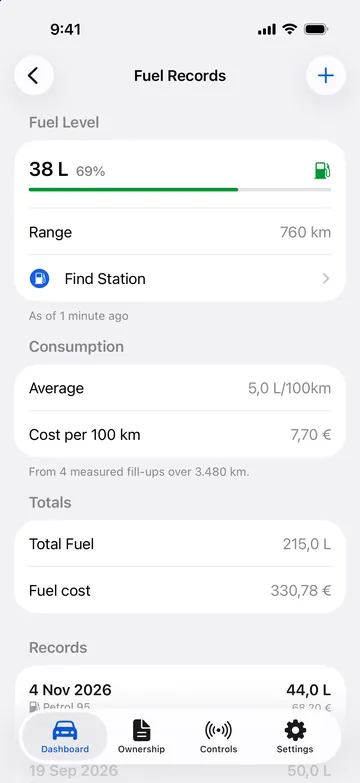 9:41
Fuel Records
Fuel Level
38 L 69%
Range 760 km
Find Station
As of 1 minute ago
Consumption
Average 5,0 L/100km
Cost per 100 km 7,70 €
From 4 measured fill-ups over 3.480 km.
Totals
Total Fuel 215,0 L
Fuel cost 330,78 €
Records
4 Nov 2026 44,0 L
Petrol 95 68,20 €
Dashboard Ownership Controls Settings
19 Sep 2026 50,0 L